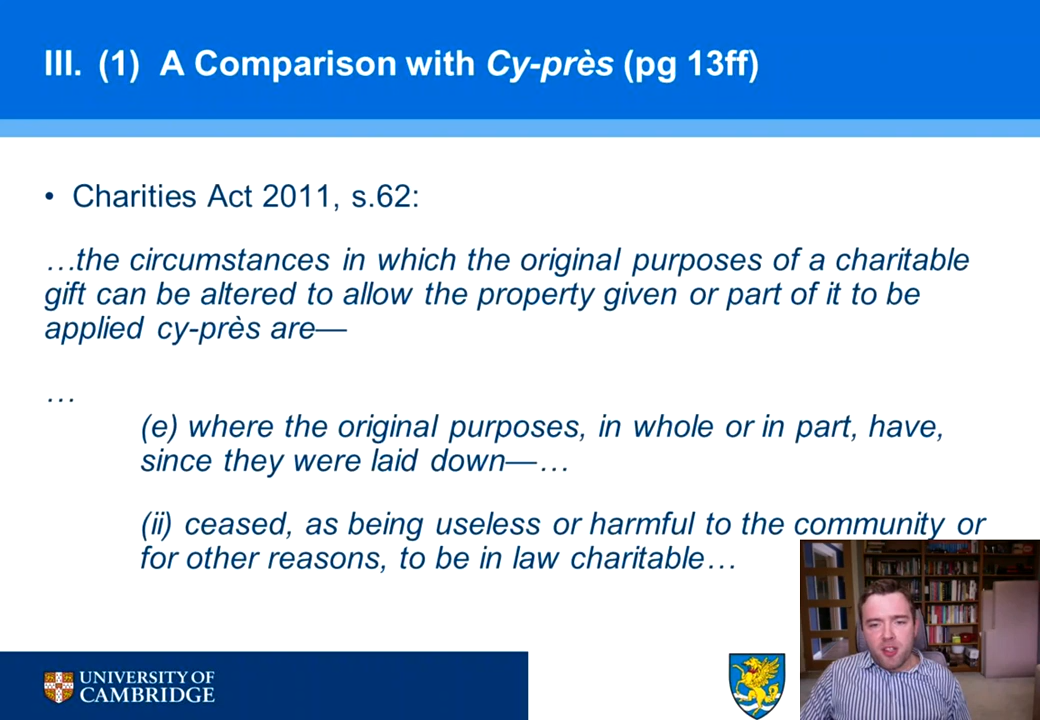 III. (1) A Comparison with Cy-près (pg 13ff)
• Charities Act 2011, s.62:
…the circumstances in which the original purposes of a charitable
gift can be altered to allow the property given or part of it to be
applied cy-près are—
…
(e) where the original purposes, in whole or in part, have,
since they were laid down—…
(ii) ceased, as being useless or harmful to the community or
for other reasons, to be in law charitable…
UNIVERSITY OF
CAMBRIDGE